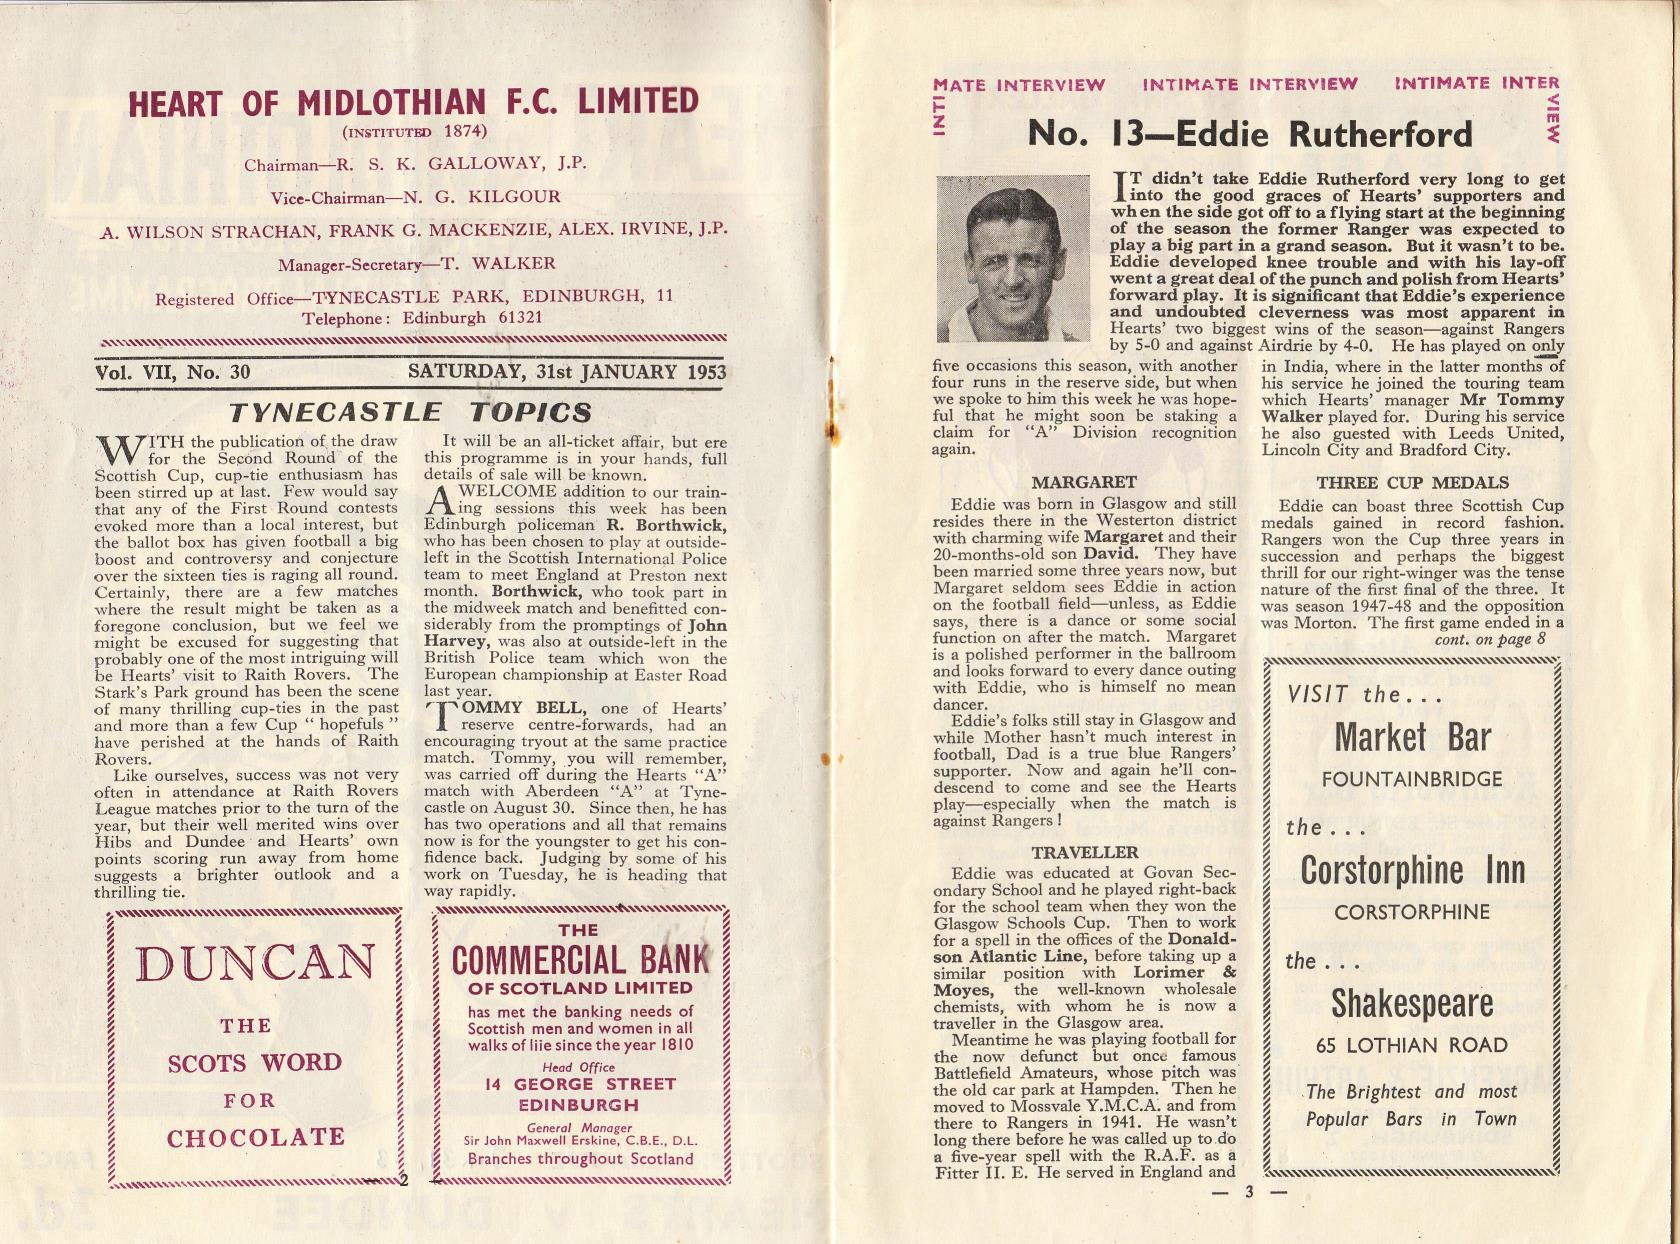 HEART OF MIDLOTHIAN F.C. LIMITED
(INSTITUTED 1874)
Chairman—R. S. K. GALLOWAY, J.P.
Vice-Chairman—N. G. KILGOUR
A. WILSON STRACHAN, FRANK G. MACKENZIE, ALEX. IRVINE, J.P.
Manager-Secretary—T. WALKER
Registered Office—TYNECASTLE PARK, EDINBURGH, 11
Telephone: Edinburgh 61321
Vol. VII, No. 30 SATURDAY, 31st JANUARY 1953
TYNECASTLE TOPICS
WITH the publication of the draw
for the Second Round of the
Scottish Cup, cup-tie enthusiasm has
been stirred up at last. Few would say
that any of the First Round contests
evoked more than a local interest, but
the ballot box has given football a big
boost and controversy and conjecture
over the sixteen ties is raging all round.
Certainly, there are a few matches
where the result might be taken as a
foregone conclusion, but we feel we
might be excused for suggesting that
probably one of the most intriguing will
be Hearts' visit to Raith Rovers. The
Stark's Park ground has been the scene
of many thrilling cup-ties in the past
and more than a few Cup " hopefuls "
have perished at the hands of Raith
Rovers.
Like ourselves, success was not very
often in attendance at Raith Rovers
League matches prior to the turn of the
year, but their well merited wins over
Hibs and Dundee and Hearts' own
points scoring run away from home
suggests a brighter outlook and a
thrilling tie.
It will be an all-ticket affair, but ere
this programme is in your hands, full
details of sale will be known.
A WELCOME addition to our train-
ing sessions this week has been
Edinburgh policeman R. Borthwick,
who has been chosen to play at outside-
left in the Scottish International Police
team to meet England at Preston next
month. Borthwick, who took part in
the midweek match and benefitted con-
siderably from the promptings of John
Harvey, was also at outside-left in the
British Police team which won the
European championship at Easter Road
last year.
TOMMY BELL, one of Hearts'
reserve centre-forwards, had an
encouraging tryout at the same practice
match. Tommy, you will remember,
was carried off during the Hearts "A"
match with Aberdeen "A" at Tyne-
castle on August 30. Since then, he has
has two operations and all that remains
now is for the youngster to get his con-
fidence back. Judging by some of his
work on Tuesday, he is heading that
way rapidly.
DUNCAN
THE
SCOTS WORD
FOR
CHOCOLATE
THE
COMMERCIAL BANK
OF SCOTLAND LIMITED
has met the banking needs of
Scottish men and women in all
walks of liie since the year 1810
Head Office
14 GEORGE STREET
EDINBURGH
General Manager
Sir John Maxwell Erskine, C.B.E., D.L.
Branches throughout Scotland
— 2 —
INTIMATE INTERVIEW INTIMATE INTERVIEW INTIMATE INTERVIEW
No. 13—Eddie Rutherford
IT didn't take Eddie Rutherford very long to get
into the good graces of Hearts' supporters and
when the side got off to a flying start at the beginning
of the season the former Ranger was expected to
play a big part in a grand season. But it wasn't to be.
Eddie developed knee trouble and with his lay-off
went a great deal of the punch and polish from Hearts'
forward play. It is significant that Eddie's experience
and undoubted cleverness was most apparent in
Hearts' two biggest wins of the season—against Rangers
by 5-0 and against Airdrie by 4-0. He has played on only
five occasions this season, with another
four runs in the reserve side, but when
we spoke to him this week he was hope-
ful that he might soon be staking a
claim for "A" Division recognition
again.
MARGARET
Eddie was born in Glasgow and still
resides there in the Westerton district
with charming wife Margaret and their
20-months-old son David. They have
been married some three years now, but
Margaret seldom sees Eddie in action
on the football field—unless, as Eddie
says, there is a dance or some social
function on after the match. Margaret
is a polished performer in the ballroom
and looks forward to every dance outing
with Eddie, who is himself no mean
dancer.
Eddie's folks still stay in Glasgow and
while Mother hasn't much interest in
football, Dad is a true blue Rangers'
supporter. Now and again he'll con-
descend to come and see the Hearts
play—especially when the match is
against Rangers !
TRAVELLER
Eddie was educated at Govan Sec-
ondary School and he played right-back
for the school team when they won the
Glasgow Schools Cup. Then to work
for a spell in the offices of the Donald-
son Atlantic Line, before taking up a
similar position with Lorimer &
Moyes, the well-known wholesale
chemists, with whom he is now a
traveller in the Glasgow area.
Meantime he was playing football for
the now defunct but once famous
Battlefield Amateurs, whose pitch was
the old car park at Hampden. Then he
moved to Mossvale Y.M.C.A. and from
there to Rangers in 1941. He wasn't
long there before he was called up to do
a five-year spell with the R.A.F. as a
Fitter II. E. He served in England and
in India, where in the latter months of
his service he joined the touring team
which Hearts' manager Mr Tommy
Walker played for. During his service
he also guested with Leeds United,
Lincoln City and Bradford City.
THREE CUP MEDALS
Eddie can boast three Scottish Cup
medals gained in record fashion.
Rangers won the Cup three years in
succession and perhaps the biggest
thrill for our right-winger was the tense
nature of the first final of the three. It
was season 1947-48 and the opposition
was Morton. The first game ended in a
cont. on page 8
VISIT the...
Market Bar
FOUNTAINBRIDGE
the...
Corstorphine Inn
CORSTORPHINE
the...
Shakespeare
65 LOTHIAN ROAD
The Brightest and most
Popular Bars in Town
— 3 —